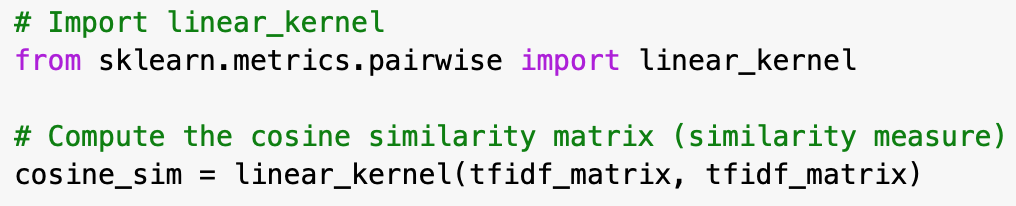 # Import linear_kernel
from sklearn.metrics.pairwise import linear_kernel
# Compute the cosine similarity matrix (similarity measure)
cosine_sim = linear_kernel(tfidf_matrix, tfidf_matrix)